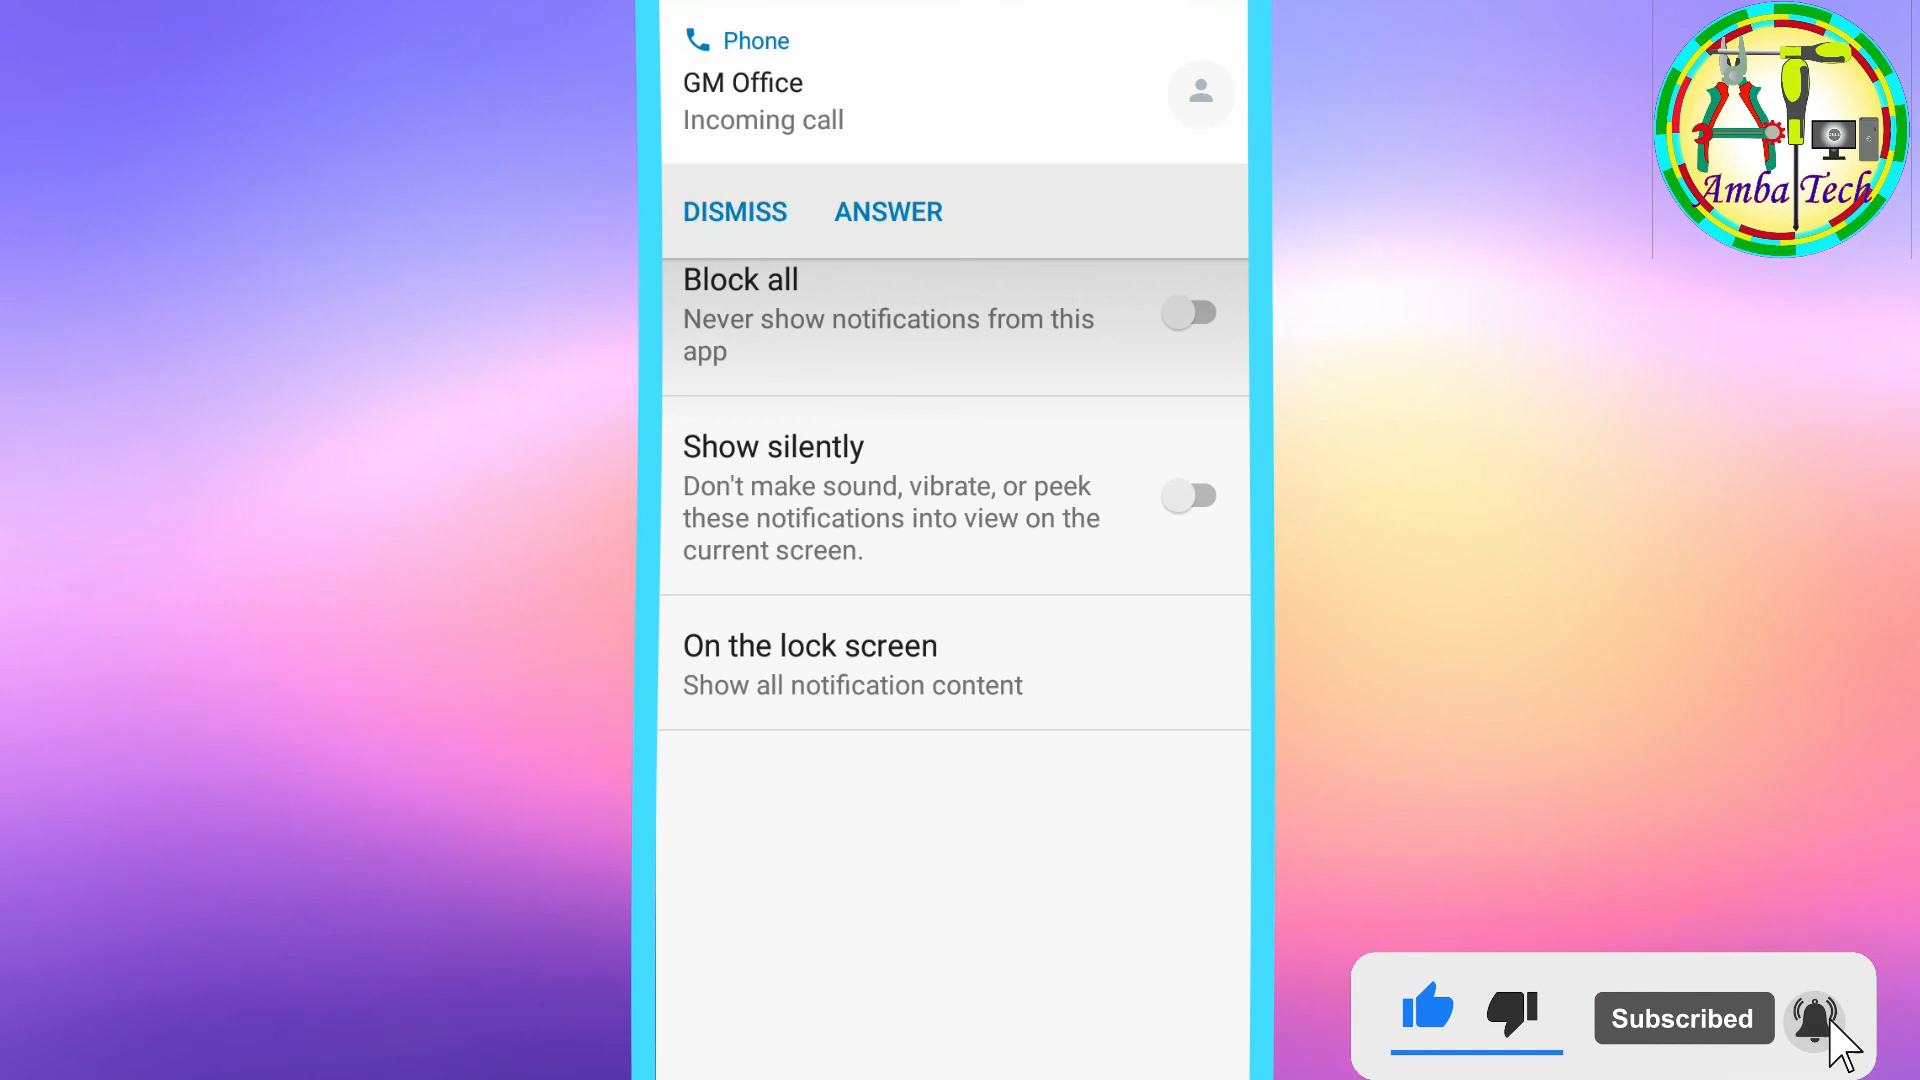 Phone
GM Office
Incoming call
DISMISS ANSWER
Block all
Never show notifications from this
app
Show silently
Don't make sound, vibrate, or peek
these notifications into view on the
current screen.
On the lock screen
Show all notification content
Amba Tech
Subscribed